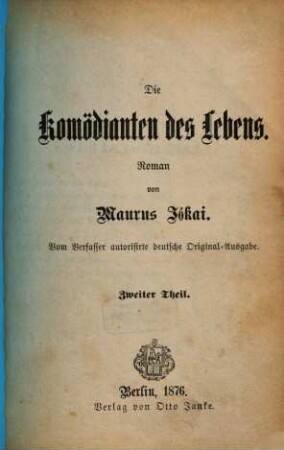 Die
Komödianten des Lebens.
Roman
von
Maurus Jókai.
Vom Verfasser autorisirte deutsche Original-Ausgabe.
Zweiter Theil.
Berlin, 1876.
Verlag von Otto Janke.